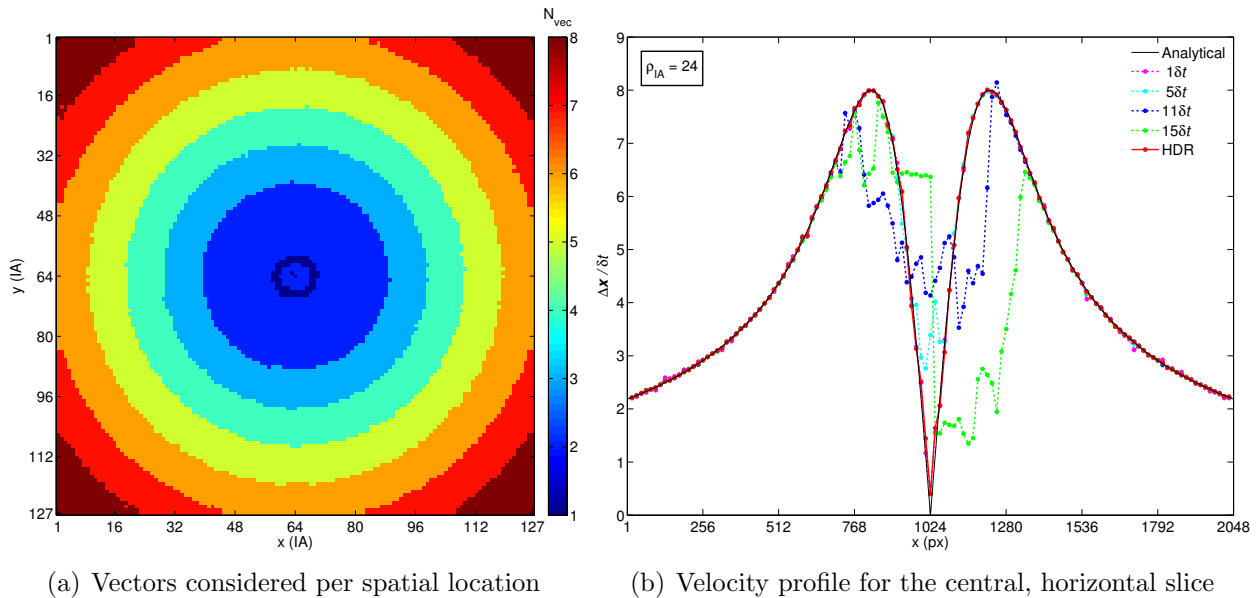 N_vec
1
16
32
48
64
80
96
112
127
y (IA)
1 16 32 48 64 80 96 112 127
x (IA)
8
7
6
5
4
3
2
1
(a) Vectors considered per spatial location
9
8
7
6
5
4
3
2
1
0
Δx/δt
ρ_IA = 24
Analytical
1δt
5δt
11δt
15δt
HDR
1 256 512 768 1024 1280 1536 1792 2048
x (px)
(b) Velocity profile for the central, horizontal slice